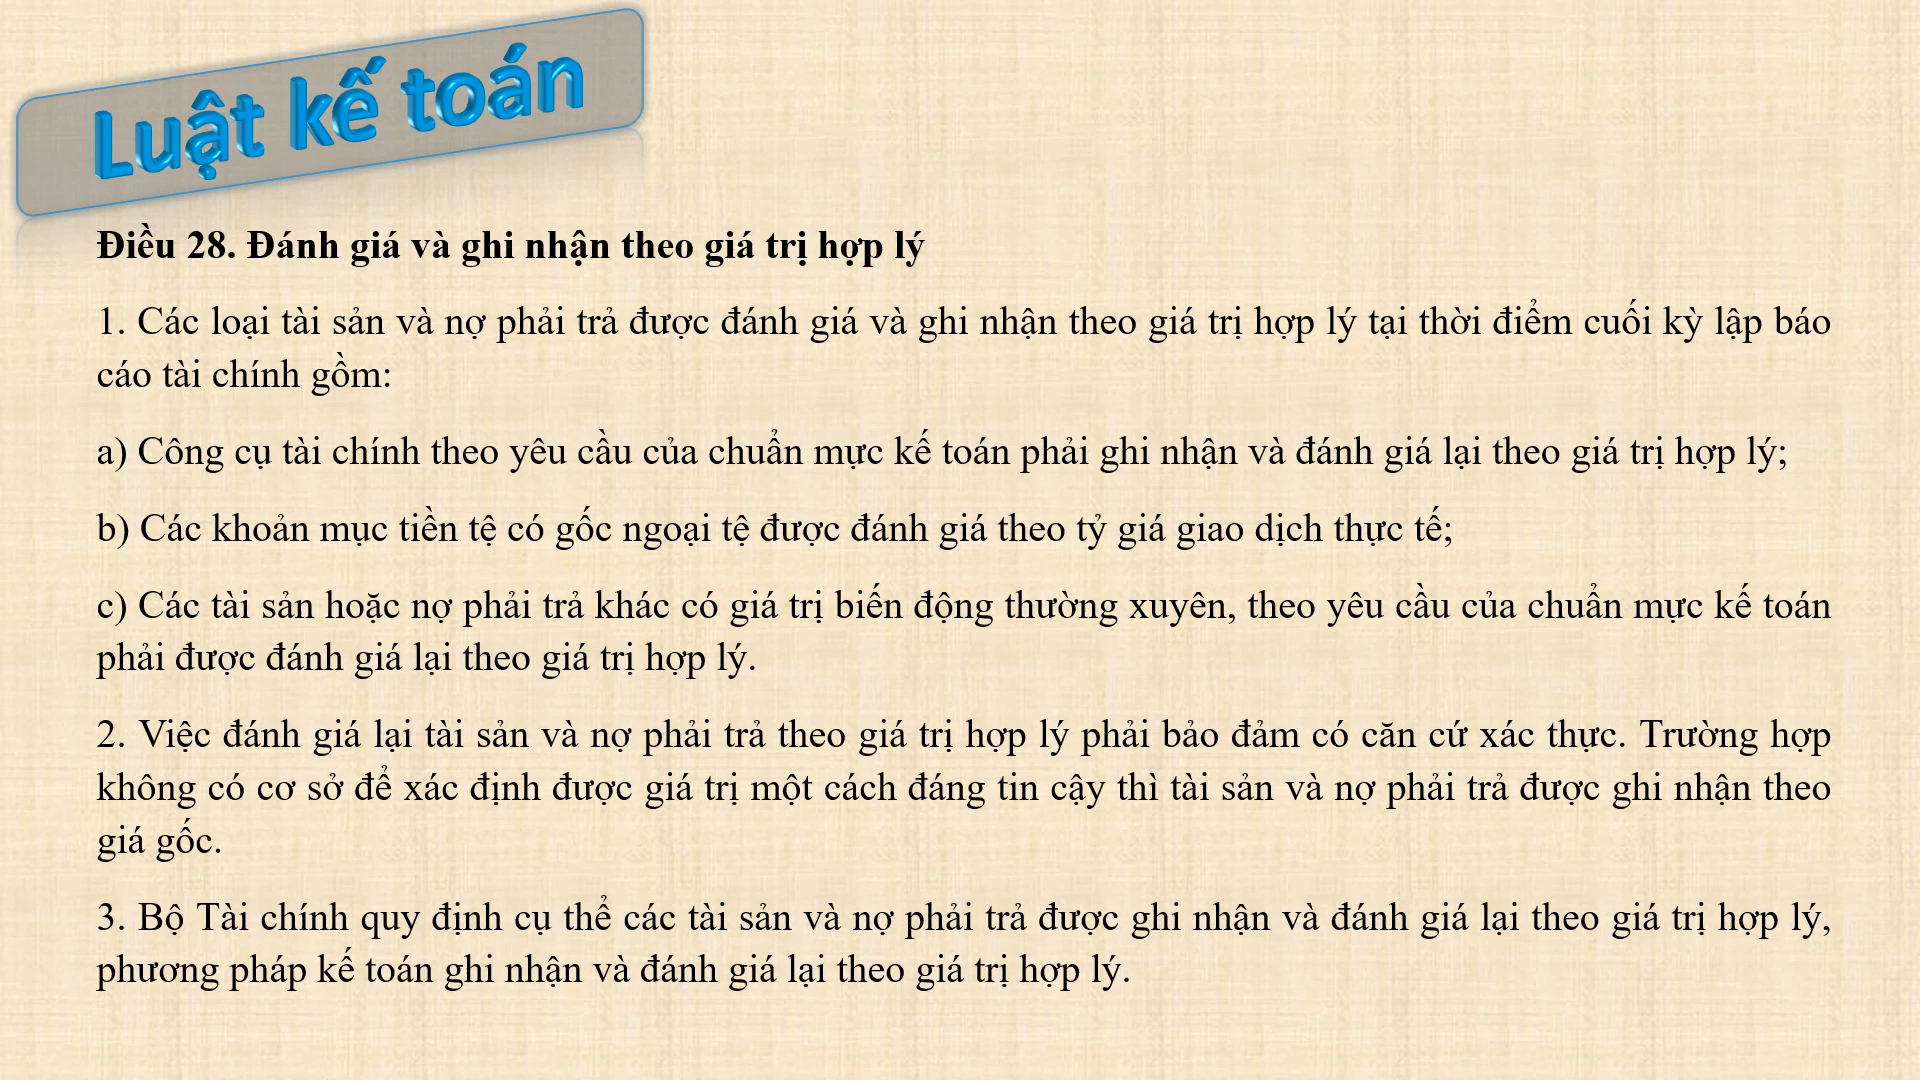 Luật kế toán
Điều 28. Đánh giá và ghi nhận theo giá trị hợp lý
1. Các loại tài sản và nợ phải trả được đánh giá và ghi nhận theo giá trị hợp lý tại thời điểm cuối kỳ lập báo
cáo tài chính gồm:
a) Công cụ tài chính theo yêu cầu của chuẩn mực kế toán phải ghi nhận và đánh giá lại theo giá trị hợp lý;
b) Các khoản mục tiền tệ có gốc ngoại tệ được đánh giá theo tỷ giá giao dịch thực tế;
c) Các tài sản hoặc nợ phải trả khác có giá trị biến động thường xuyên, theo yêu cầu của chuẩn mực kế toán
phải được đánh giá lại theo giá trị hợp lý.
2. Việc đánh giá lại tài sản và nợ phải trả theo giá trị hợp lý phải bảo đảm có căn cứ xác thực. Trường hợp
không có cơ sở để xác định được giá trị một cách đáng tin cậy thì tài sản và nợ phải trả được ghi nhận theo
giá gốc.
3. Bộ Tài chính quy định cụ thể các tài sản và nợ phải trả được ghi nhận và đánh giá lại theo giá trị hợp lý,
phương pháp kế toán ghi nhận và đánh giá lại theo giá trị hợp lý.